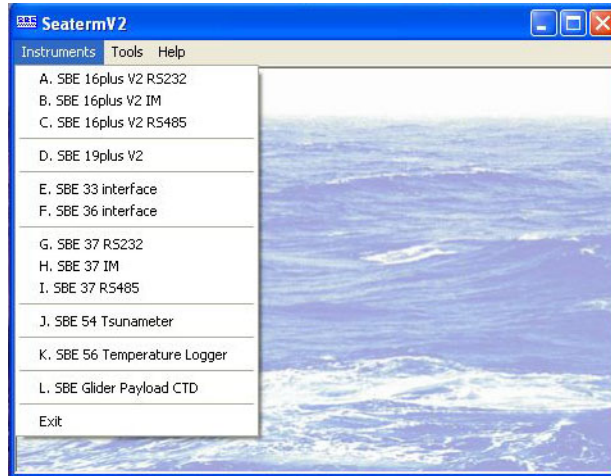 SBE SeatermV2
Instruments Tools Help
A. SBE 16plus V2 RS232
B. SBE 16plus V2 IM
C. SBE 16plus V2 RS485
D. SBE 19plus V2
E. SBE 33 interface
F. SBE 36 interface
G. SBE 37 RS232
H. SBE 37 IM
I. SBE 37 RS485
J. SBE 54 Tsunameter
K. SBE 56 Temperature Logger
L. SBE Glider Payload CTD
Exit